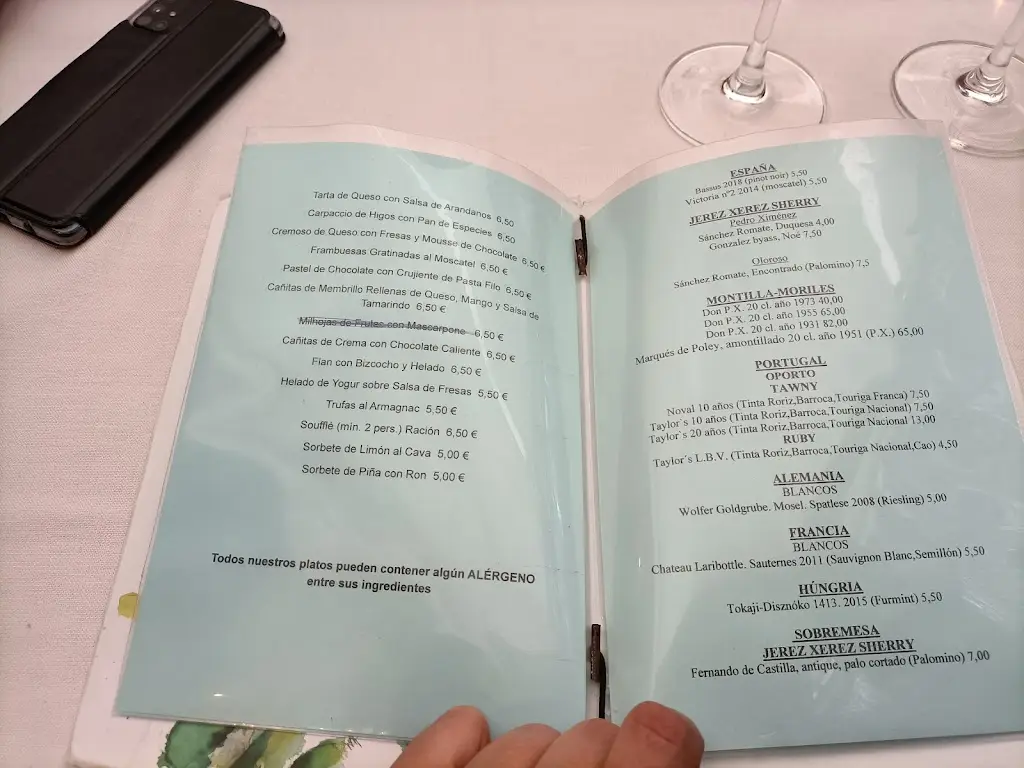 Tarta de Queso con Salsa de Arandanos 6,50
Carpaccio de Higos con Pan de Especies 6,50
Cremoso de Queso con Fresas y Mousse de Chocolate 6,50 €
Frambuesas Gratinadas al Moscatel 6,50 €
Pastel de Chocolate con Crujiente de Pasta Filo 6,50 €
Cañitas de Membrillo Rellenas de Queso, Mango y Salsa de
Tamarindo 6,50 €
Milhojas de Frutas con Mascarpone 6,50 €
Cañitas de Crema con Chocolate Caliente 6,50 €
Flan con Bizcocho y Helado 6,50 €
Helado de Yogur sobre Salsa de Fresas 5,50 €
Trufas al Armagnac 5,50 €
Soufflé (min. 2 pers.) Ración 6,50 €
Sorbete de Limón al Cava 5,00 €
Sorbete de Piña con Ron 5,00 €
Todos nuestros platos pueden contener algún ALÉRGENO
entre sus ingredientes
ESPAÑA
Bassus 2018 (pinot noir) 5,50
Victoria nº2 2014 (moscatel) 5,50
JEREZ XEREZ SHERRY
Pedro Ximénez
Sánchez Romate, Duquesa 4,00
Gonzalez byass, Noé 7,50
Oloroso
Sánchez Romate, Encontrado (Palomino) 7,5
MONTILLA-MORILES
Don P.X. 20 cl. año 1973 40,00
Don P.X. 20 cl. año 1955 65,00
Don P.X. 20 cl. año 1931 82,00
Marqués de Poley, amontillado 20 cl. año 1951 (P.X.) 65,00
PORTUGAL
OPORTO
TAWNY
Noval 10 años (Tinta Roriz,Barroca,Touriga Franca) 7,50
Taylor´s 10 años (Tinta Roriz,Barroca,Touriga Nacional) 7,50
Taylor´s 20 años (Tinta Roriz,Barroca,Touriga Nacional) 13,00
RUBY
Taylor´s L.B.V. (Tinta Roriz,Barroca,Touriga Nacional,Cao) 4,50
ALEMANIA
BLANCOS
Wolfer Goldgrube. Mosel. Spatlese 2008 (Riesling) 5,00
FRANCIA
BLANCOS
Chateau Laribottle. Sauternes 2011 (Sauvignon Blanc,Semillón) 5,50
HÚNGRIA
Tokaji-Disznóko 1413. 2015 (Furmint) 5,50
SOBREMESA
JEREZ XEREZ SHERRY
Fernando de Castilla, antique, palo cortado (Palomino) 7,00